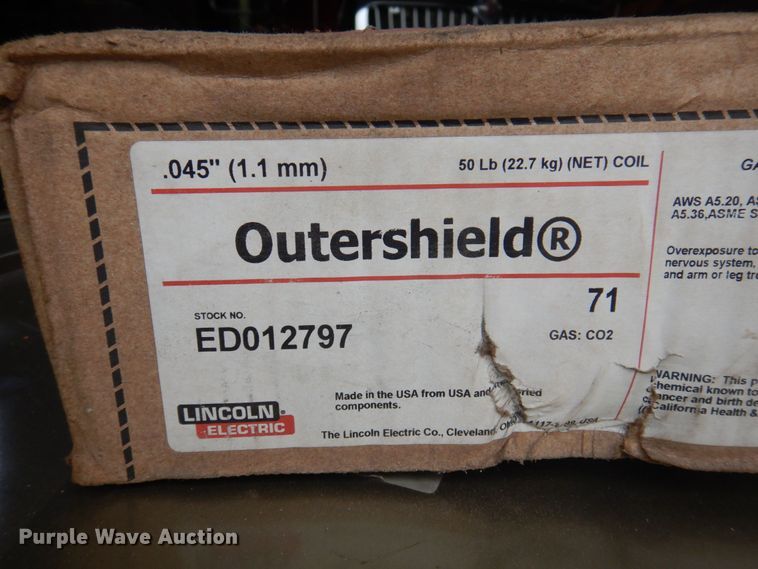 .045" (1.1 mm) 50 Lb (22.7 kg) (NET) COIL
Outershield®
71
STOCK NO.
ED012797
GAS: CO2
Made in the USA from USA and
components.
LINCOLN®
ELECTRIC
The Lincoln Electric Co., Cleveland, USA
AWS A5.20,
A5.36,ASME
Overexposure to
nervous system,
and arm or leg
WARNING: This
chemical known to
cancer and birth
California Health &
Purple Wave Auction